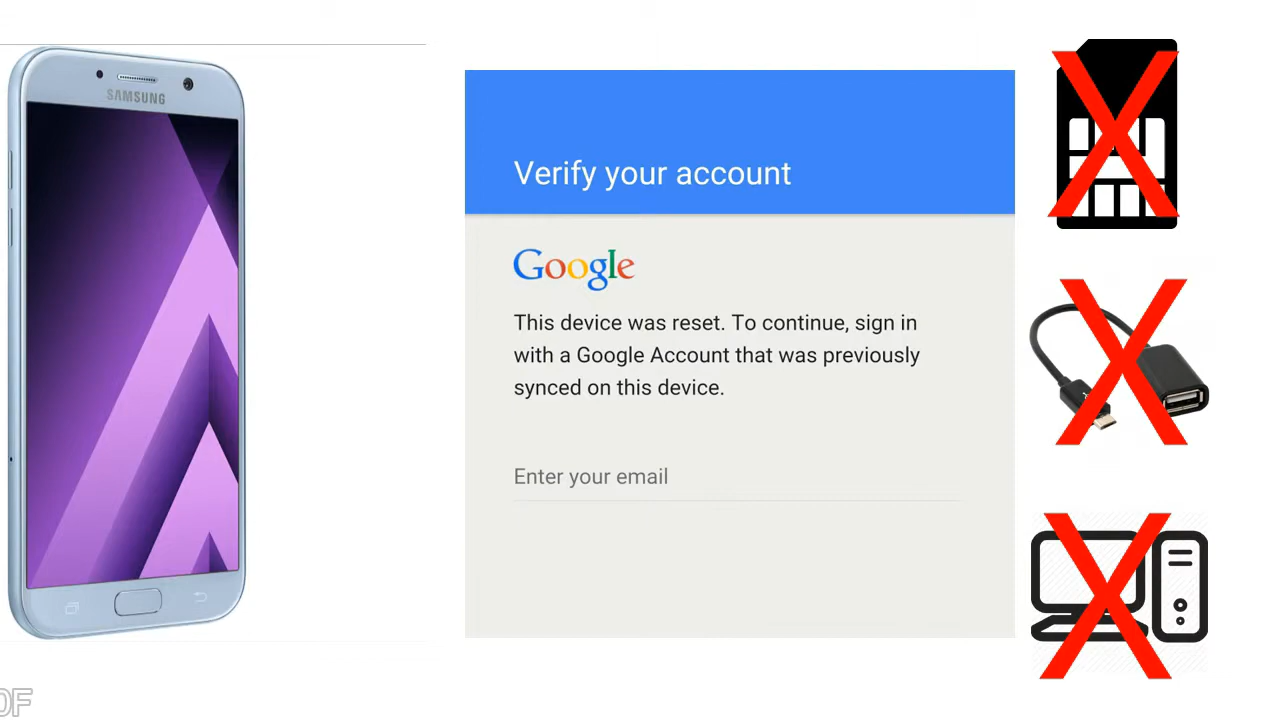 SAMSUNG
Verify your account
Google
This device was reset. To continue, sign in
with a Google Account that was previously
synced on this device.
Enter your email